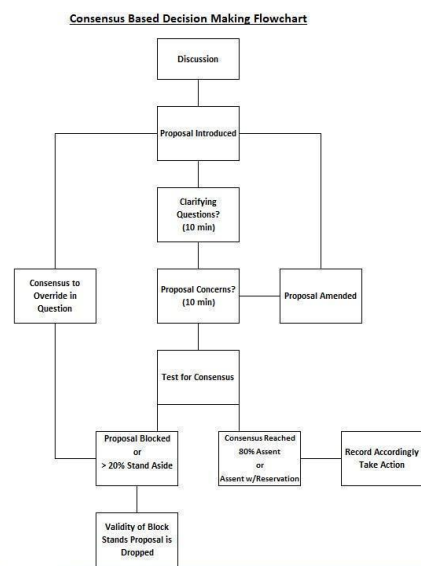 Consensus Based Decision Making Flowchart
Discussion
Proposal Introduced
Clarifying
Questions?
(10 min)
Consensus to
Override in
Question
Proposal Concerns?
(10 min)
Proposal Amended
Test for Consensus
Proposal Blocked
or
> 20% Stand Aside
Consensus Reached
80% Assent
or
Assent w/Reservation
Record Accordingly
Take Action
Validity of Block
Stands Proposal is
Dropped